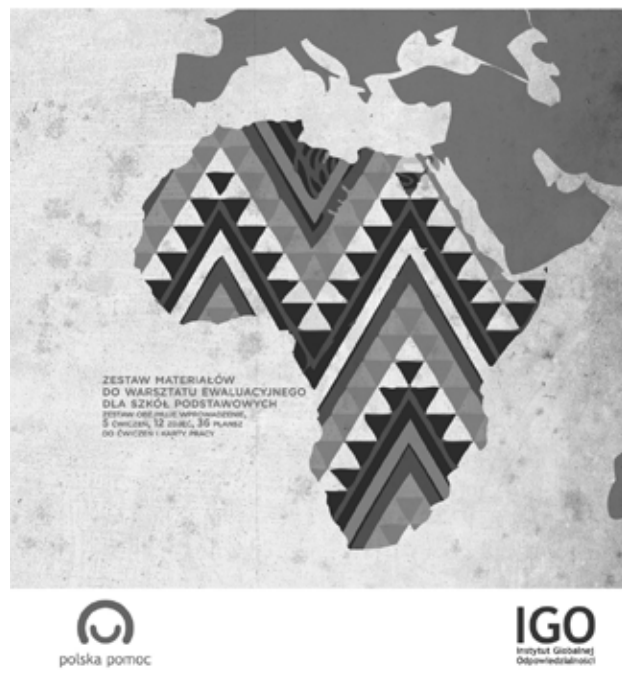 ZESTAW MATERIAŁÓW
DO WARSZTATU EWALUACYJNEGO
DLA SZKÓŁ PODSTAWOWYCH
ZESTAW OBEJMUJE WPROWADZENIE,
5 ĆWICZEŃ, 12 ZDJĘĆ, 36 PLANSZ
DO ĆWICZEŃ I KARTY PRACY
polska pomoc
IGO
Instytut Globalnej
Odpowiedzialności